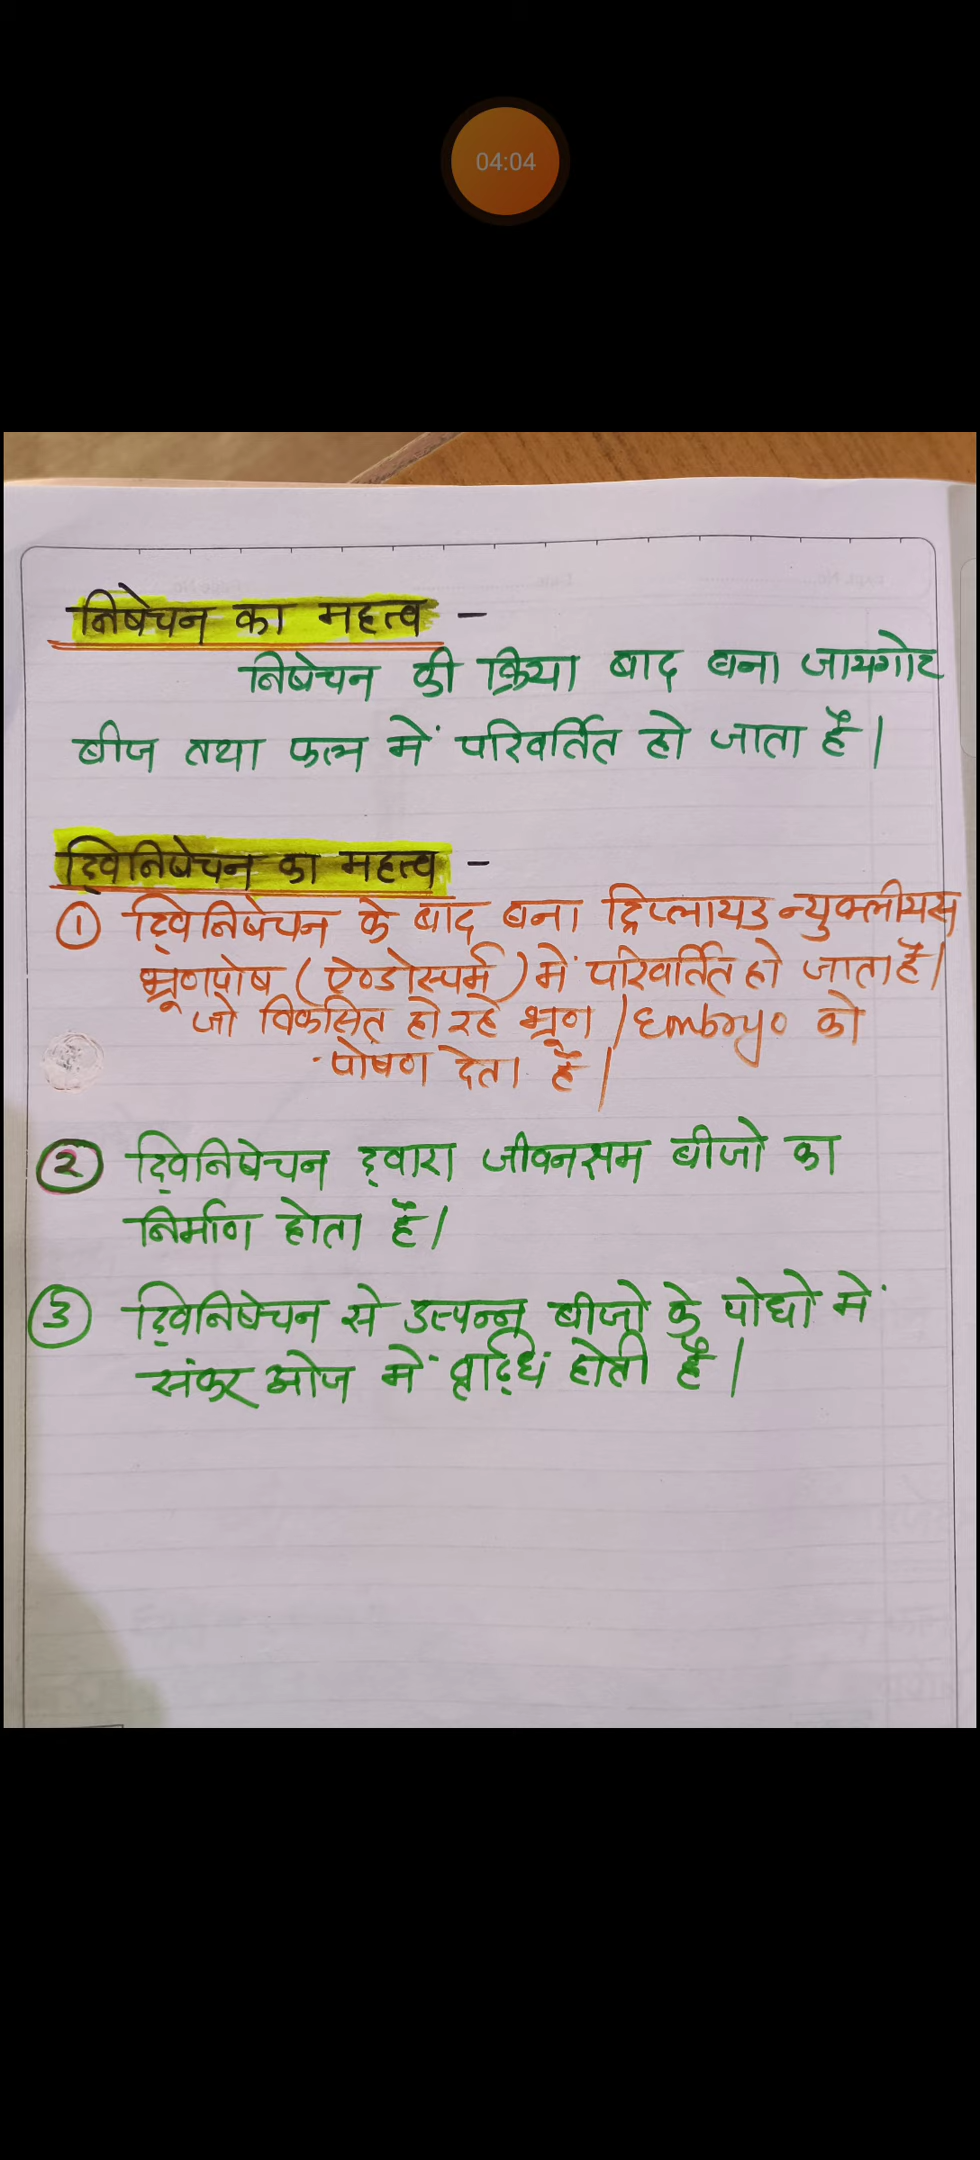 04:04
निषेचन का महत्व –
निषेचन की क्रिया बाद बना जायगोट
बीज तथा फल में परिवर्तित हो जाता है |
द्विनिषेचन का महत्व –
① द्विनिषेचन के बाद बना ट्रिप्लायड न्युक्लीयस
भ्रूणपोष (ऐण्डोस्पर्म) में परिवर्तित हो जाता है |
जो विकसित हो रहे भ्रूण / Embryo को
पोषण देता है |
② द्विनिषेचन द्वारा जीवनसम बीजो का
निर्माण होता है |
③ द्विनिषेचन से उत्पन्न बीजो के पोधो में
संकर ओज में वृद्धि होती है |